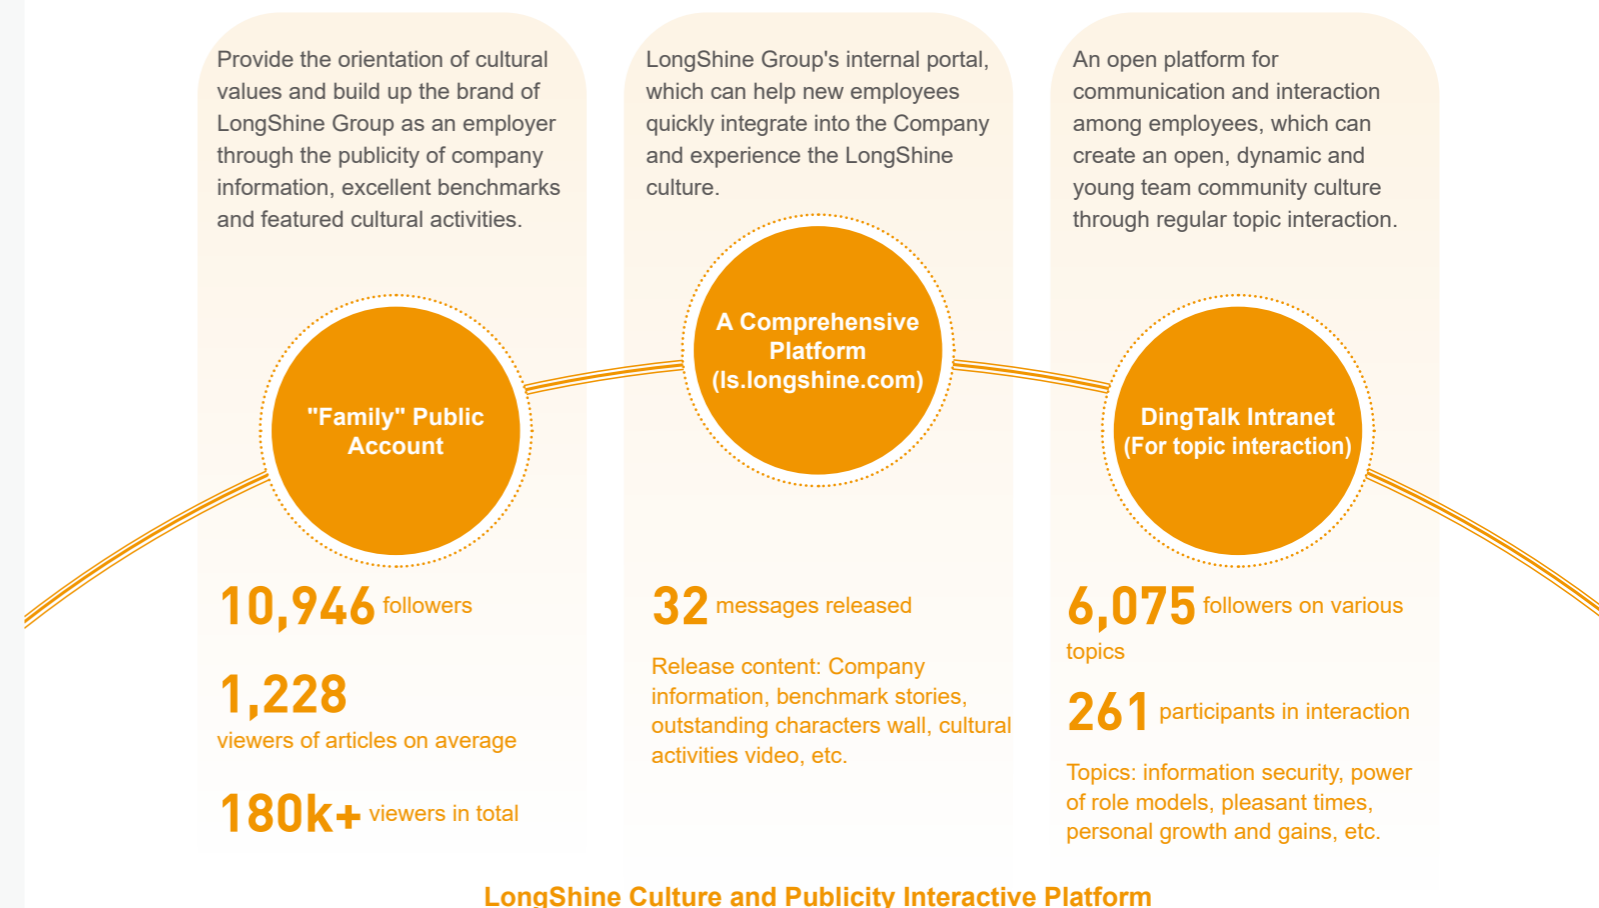 Provide the orientation of cultural
values and build up the brand of
LongShine Group as an employer
through the publicity of company
information, excellent benchmarks
and featured cultural activities.
"Family" Public
Account
10,946 followers
1,228
viewers of articles on average
180k+ viewers in total
LongShine Group's internal portal,
which can help new employees
quickly integrate into the Company
and experience the LongShine
culture.
A Comprehensive
Platform
(ls.longshine.com)
32 messages released
Release content: Company
information, benchmark stories,
outstanding characters wall, cultural
activities video, etc.
An open platform for
communication and interaction
among employees, which can
create an open, dynamic and
young team community culture
through regular topic interaction.
DingTalk Intranet
(For topic interaction)
6,075 followers on various
topics
261 participants in interaction
Topics: information security, power
of role models, pleasant times,
personal growth and gains, etc.
LongShine Culture and Publicity Interactive Platform